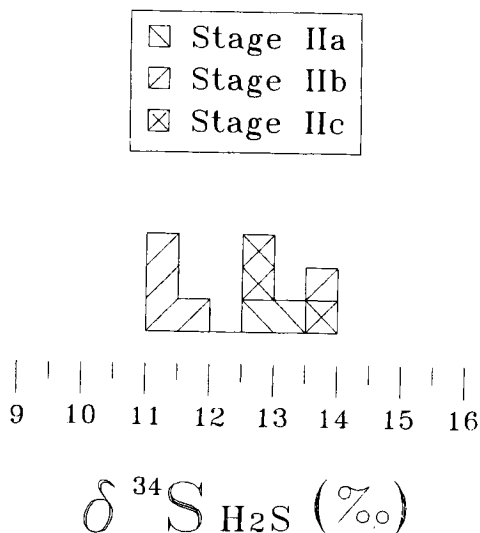 Stage IIa
Stage IIb
Stage IIc
9 10 11 12 13 14 15 16
δ ³⁴S H2S (‰)